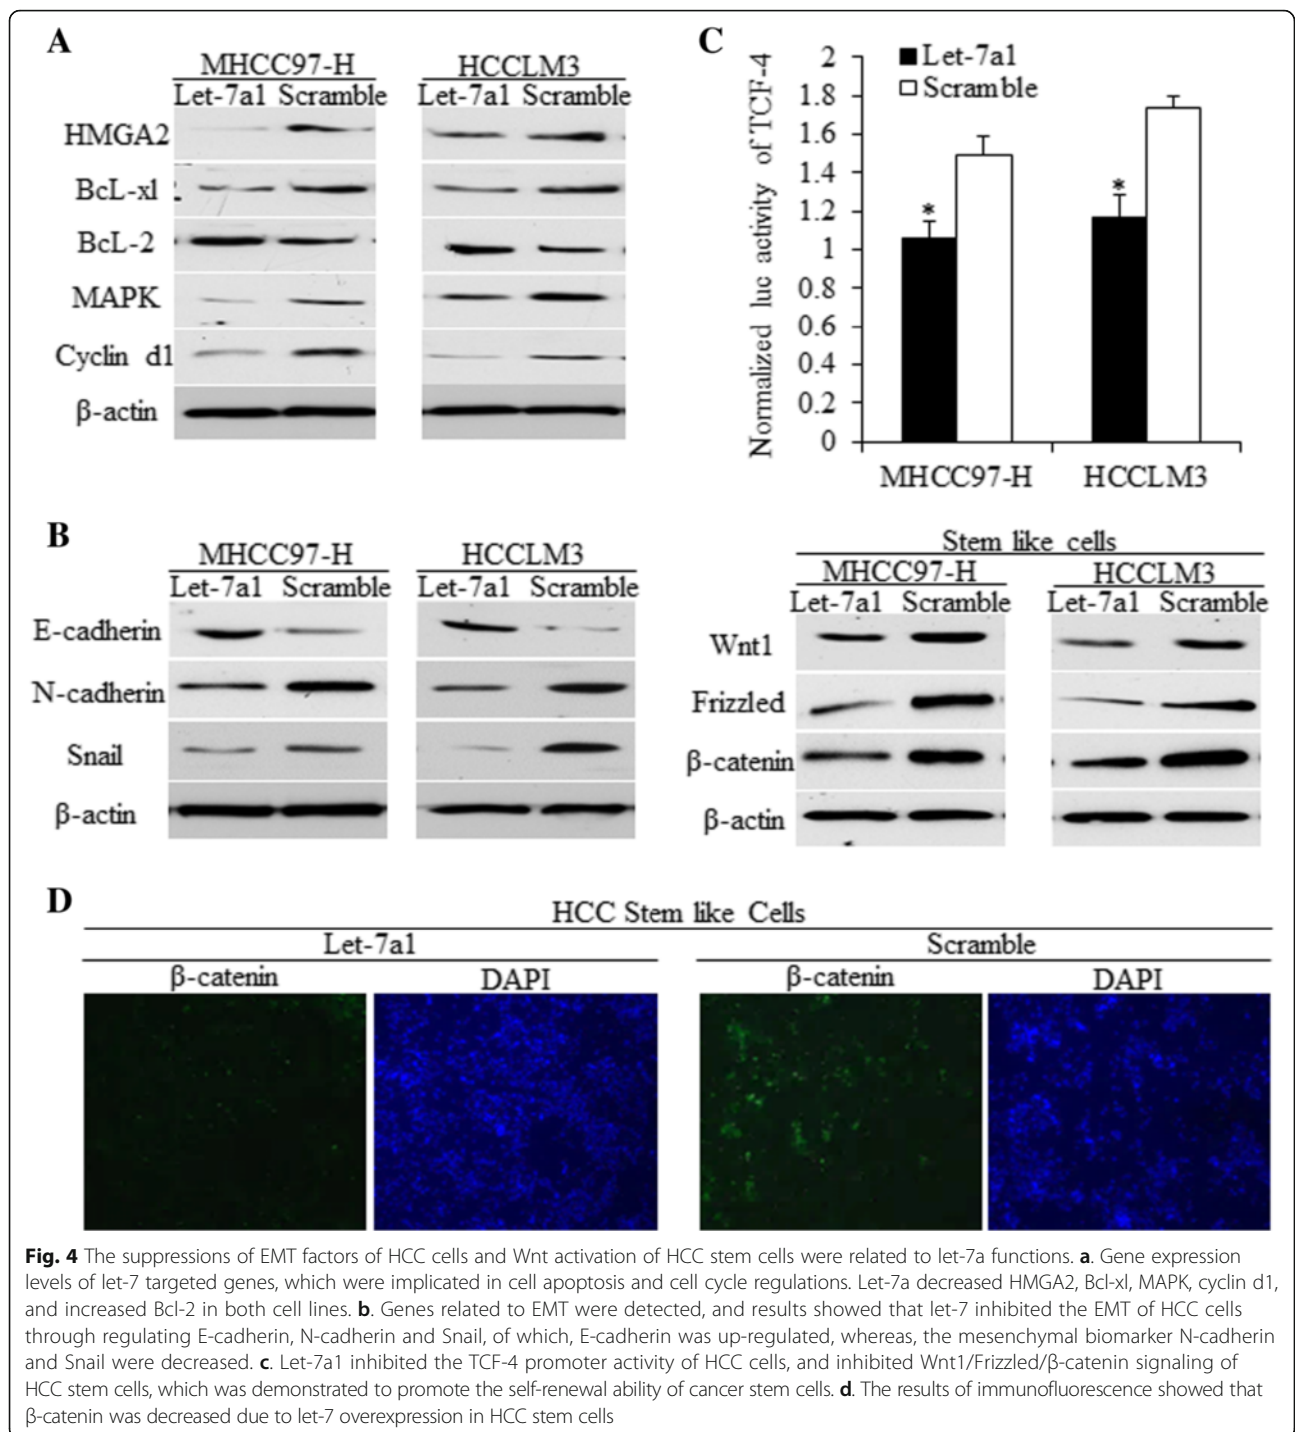 A
MHCC97-H HCCLM3
Let-7a1 Scramble Let-7a1 Scramble
HMGA2
BcL-xl
BcL-2
MAPK
Cyclin d1
β-actin
C
Normalized luc activity of TCF-4
Let-7a1
Scramble
2
1.8
1.6
1.4
1.2
1
0.8
0.6
0.4
0.2
0
*
*
MHCC97-H HCCLM3
B
MHCC97-H HCCLM3
Let-7a1 Scramble Let-7a1 Scramble
E-cadherin
N-cadherin
Snail
β-actin
Stem like cells
MHCC97-H HCCLM3
Let-7a1 Scramble Let-7a1 Scramble
Wnt1
Frizzled
β-catenin
β-actin
D
HCC Stem like Cells
Let-7a1 Scramble
β-catenin DAPI β-catenin DAPI
Fig. 4 The suppressions of EMT factors of HCC cells and Wnt activation of HCC stem cells were related to let-7a functions. a. Gene expression
levels of let-7 targeted genes, which were implicated in cell apoptosis and cell cycle regulations. Let-7a decreased HMGA2, Bcl-xl, MAPK, cyclin d1,
and increased Bcl-2 in both cell lines. b. Genes related to EMT were detected, and results showed that let-7 inhibited the EMT of HCC cells
through regulating E-cadherin, N-cadherin and Snail, of which, E-cadherin was up-regulated, whereas, the mesenchymal biomarker N-cadherin
and Snail were decreased. c. Let-7a1 inhibited the TCF-4 promoter activity of HCC cells, and inhibited Wnt1/Frizzled/β-catenin signaling of
HCC stem cells, which was demonstrated to promote the self-renewal ability of cancer stem cells. d. The results of immunofluorescence showed that
β-catenin was decreased due to let-7 overexpression in HCC stem cells